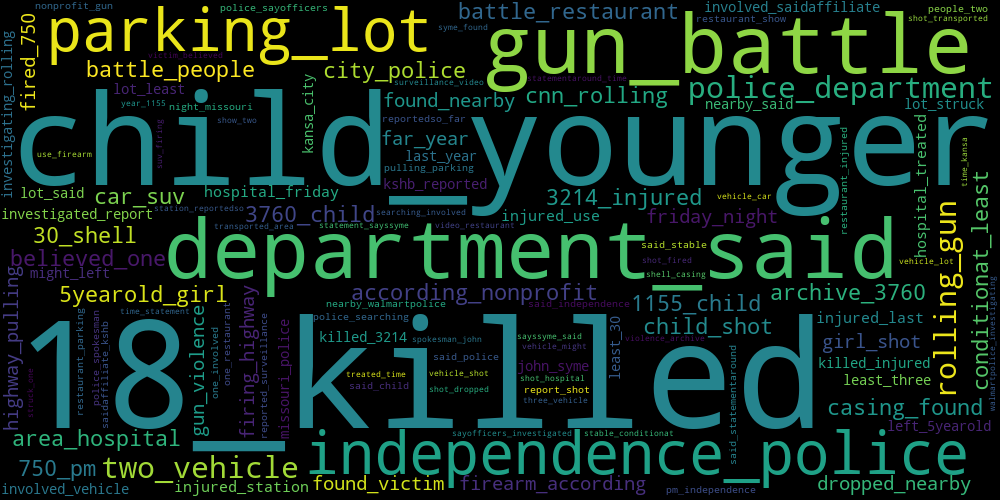 nonprofit_gun
police_sayofficers
battle_restaurant
involved_saidaffiliate
people_two
parking_lot
gun_battle
restaurant_show
shot_transported
syme_found
investigating_rolling
fired_750
battle_people
city_police
police_department
lot_least
surveillance_video
statementaround_time
cnn_rolling
year_1155
night_missouri
found_nearby
nearby_said
lot_struck
kansa_city
child_younger
show_two
reportedso_far
far_year
use_firearm
suv_firing
last_year
pulling_parking
restaurant_injured
hospital_treated
time_kansa
kshb_reported
lot_said
car_suv
hospital_friday
3214_injured
vehicle_car
conditionat_least
investigated_report
station_reportedso
3760_child
searching_involved
injured_use
friday_night
rolling_gun
30_shell
transported_area
statement_sayssyme
video_restaurant
department_said
said_stable
believed_one
shot_fired
vehicle_lot
might_left
shell_casing
highway_pulling
5yearold_girl
according_nonprofit
1155_child
archive_3760
nearby_walmartpolice
said_independence
time_statement
police_searching
child_shot
injured_last
18_killed
gun_violence
firing_highway
killed_3214
spokesman_john
sayssyme_said
least_30
violence_archive
girl_shot
restaurant_parking
police_spokesman
saidaffiliate_kshb
one_involved
one_restaurant
reported_surveillance
missouri_police
said_police
vehicle_might
john_syme
killed_injured
walmartpolice_investigating
struck_one
treated_time
vehicle_shot
shot_hospital
least_three
said_child
shot_dropped
report_shot
three_vehicle
casing_found
left_5yearold
area_hospital
independence_police
sayofficers_investigated
stable_conditionat
said_statementaround
750_pm
two_vehicle
involved_vehicle
injured_station
found_victim
firearm_according
pm_independence
dropped_nearby